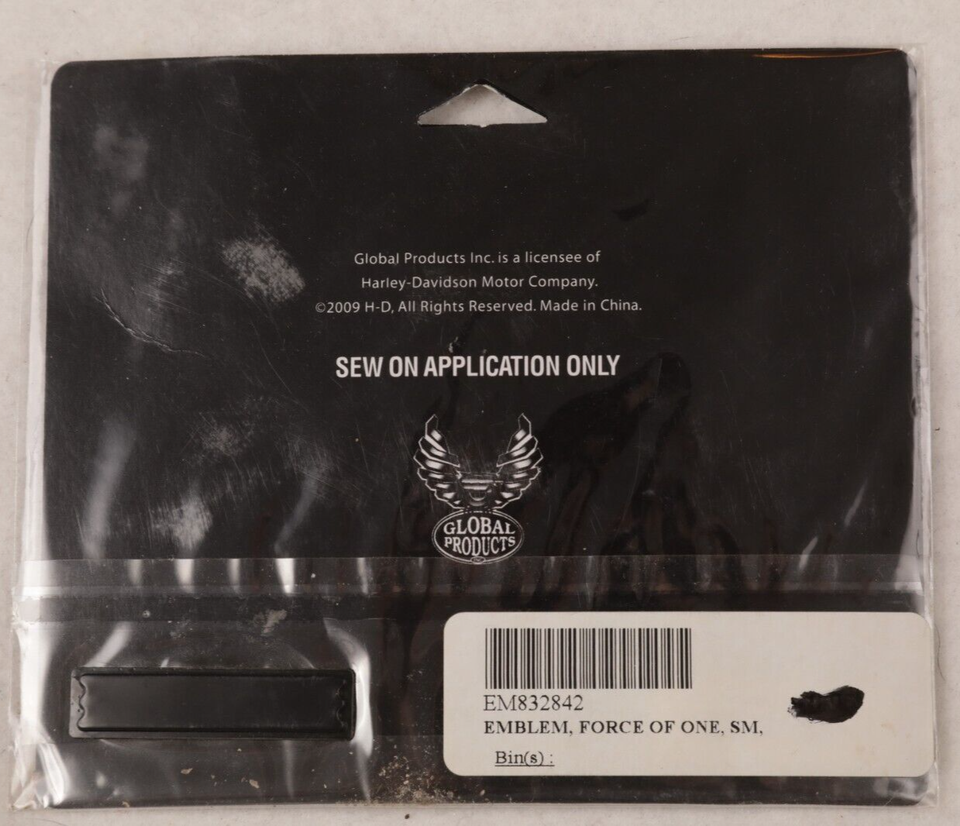 Global Products Inc. is a licensee of
Harley-Davidson Motor Company.
©2009 H-D, All Rights Reserved. Made in China.
SEW ON APPLICATION ONLY
GLOBAL
PRODUCTS
EM832842
EMBLEM, FORCE OF ONE, SM,
Bin(s) :